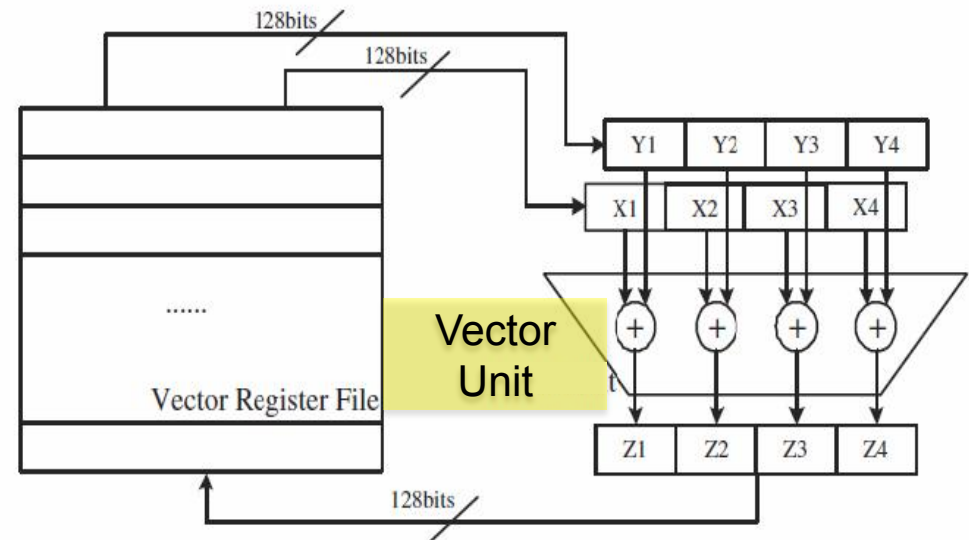 128bits
128bits
Y1 Y2 Y3 Y4
X1 X2 X3 X4
......
Vector
Unit
t
+ + + +
Vector Register File
Z1 Z2 Z3 Z4
128bits